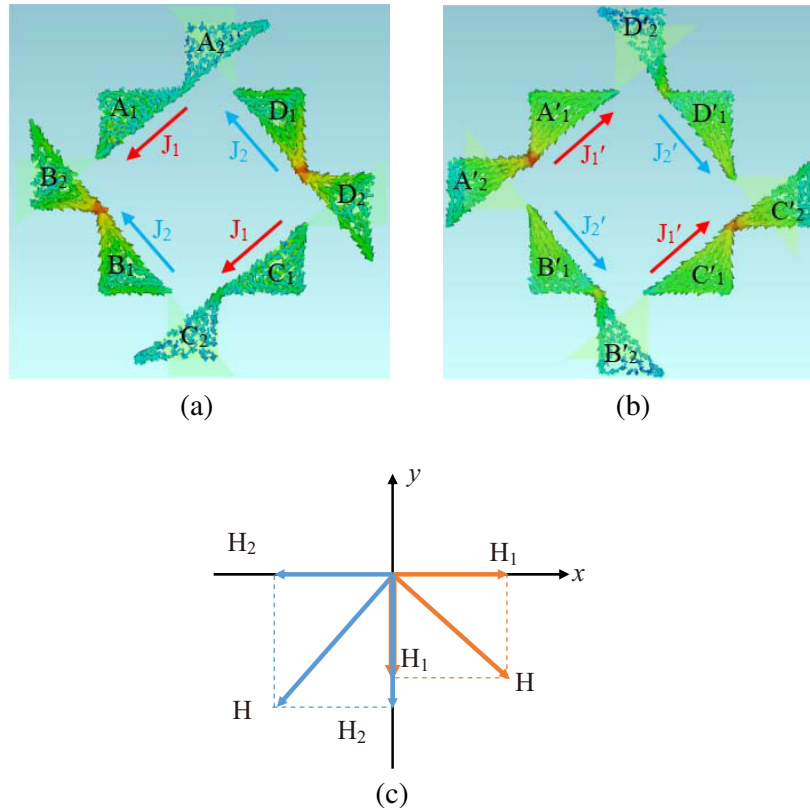 A₂
A₁
D₁
J₁
J₂
B₂
D₂
J₂
J₁
B₁
C₁
C₂
(a)
D′₂
A′₁
D′₁
J₁′
J₂′
A′₂
C′₂
J₂′
J₁′
B′₁
C′₁
B′₂
(b)
y
H₂
H₁
x
H₁
H
H
H₂
(c)